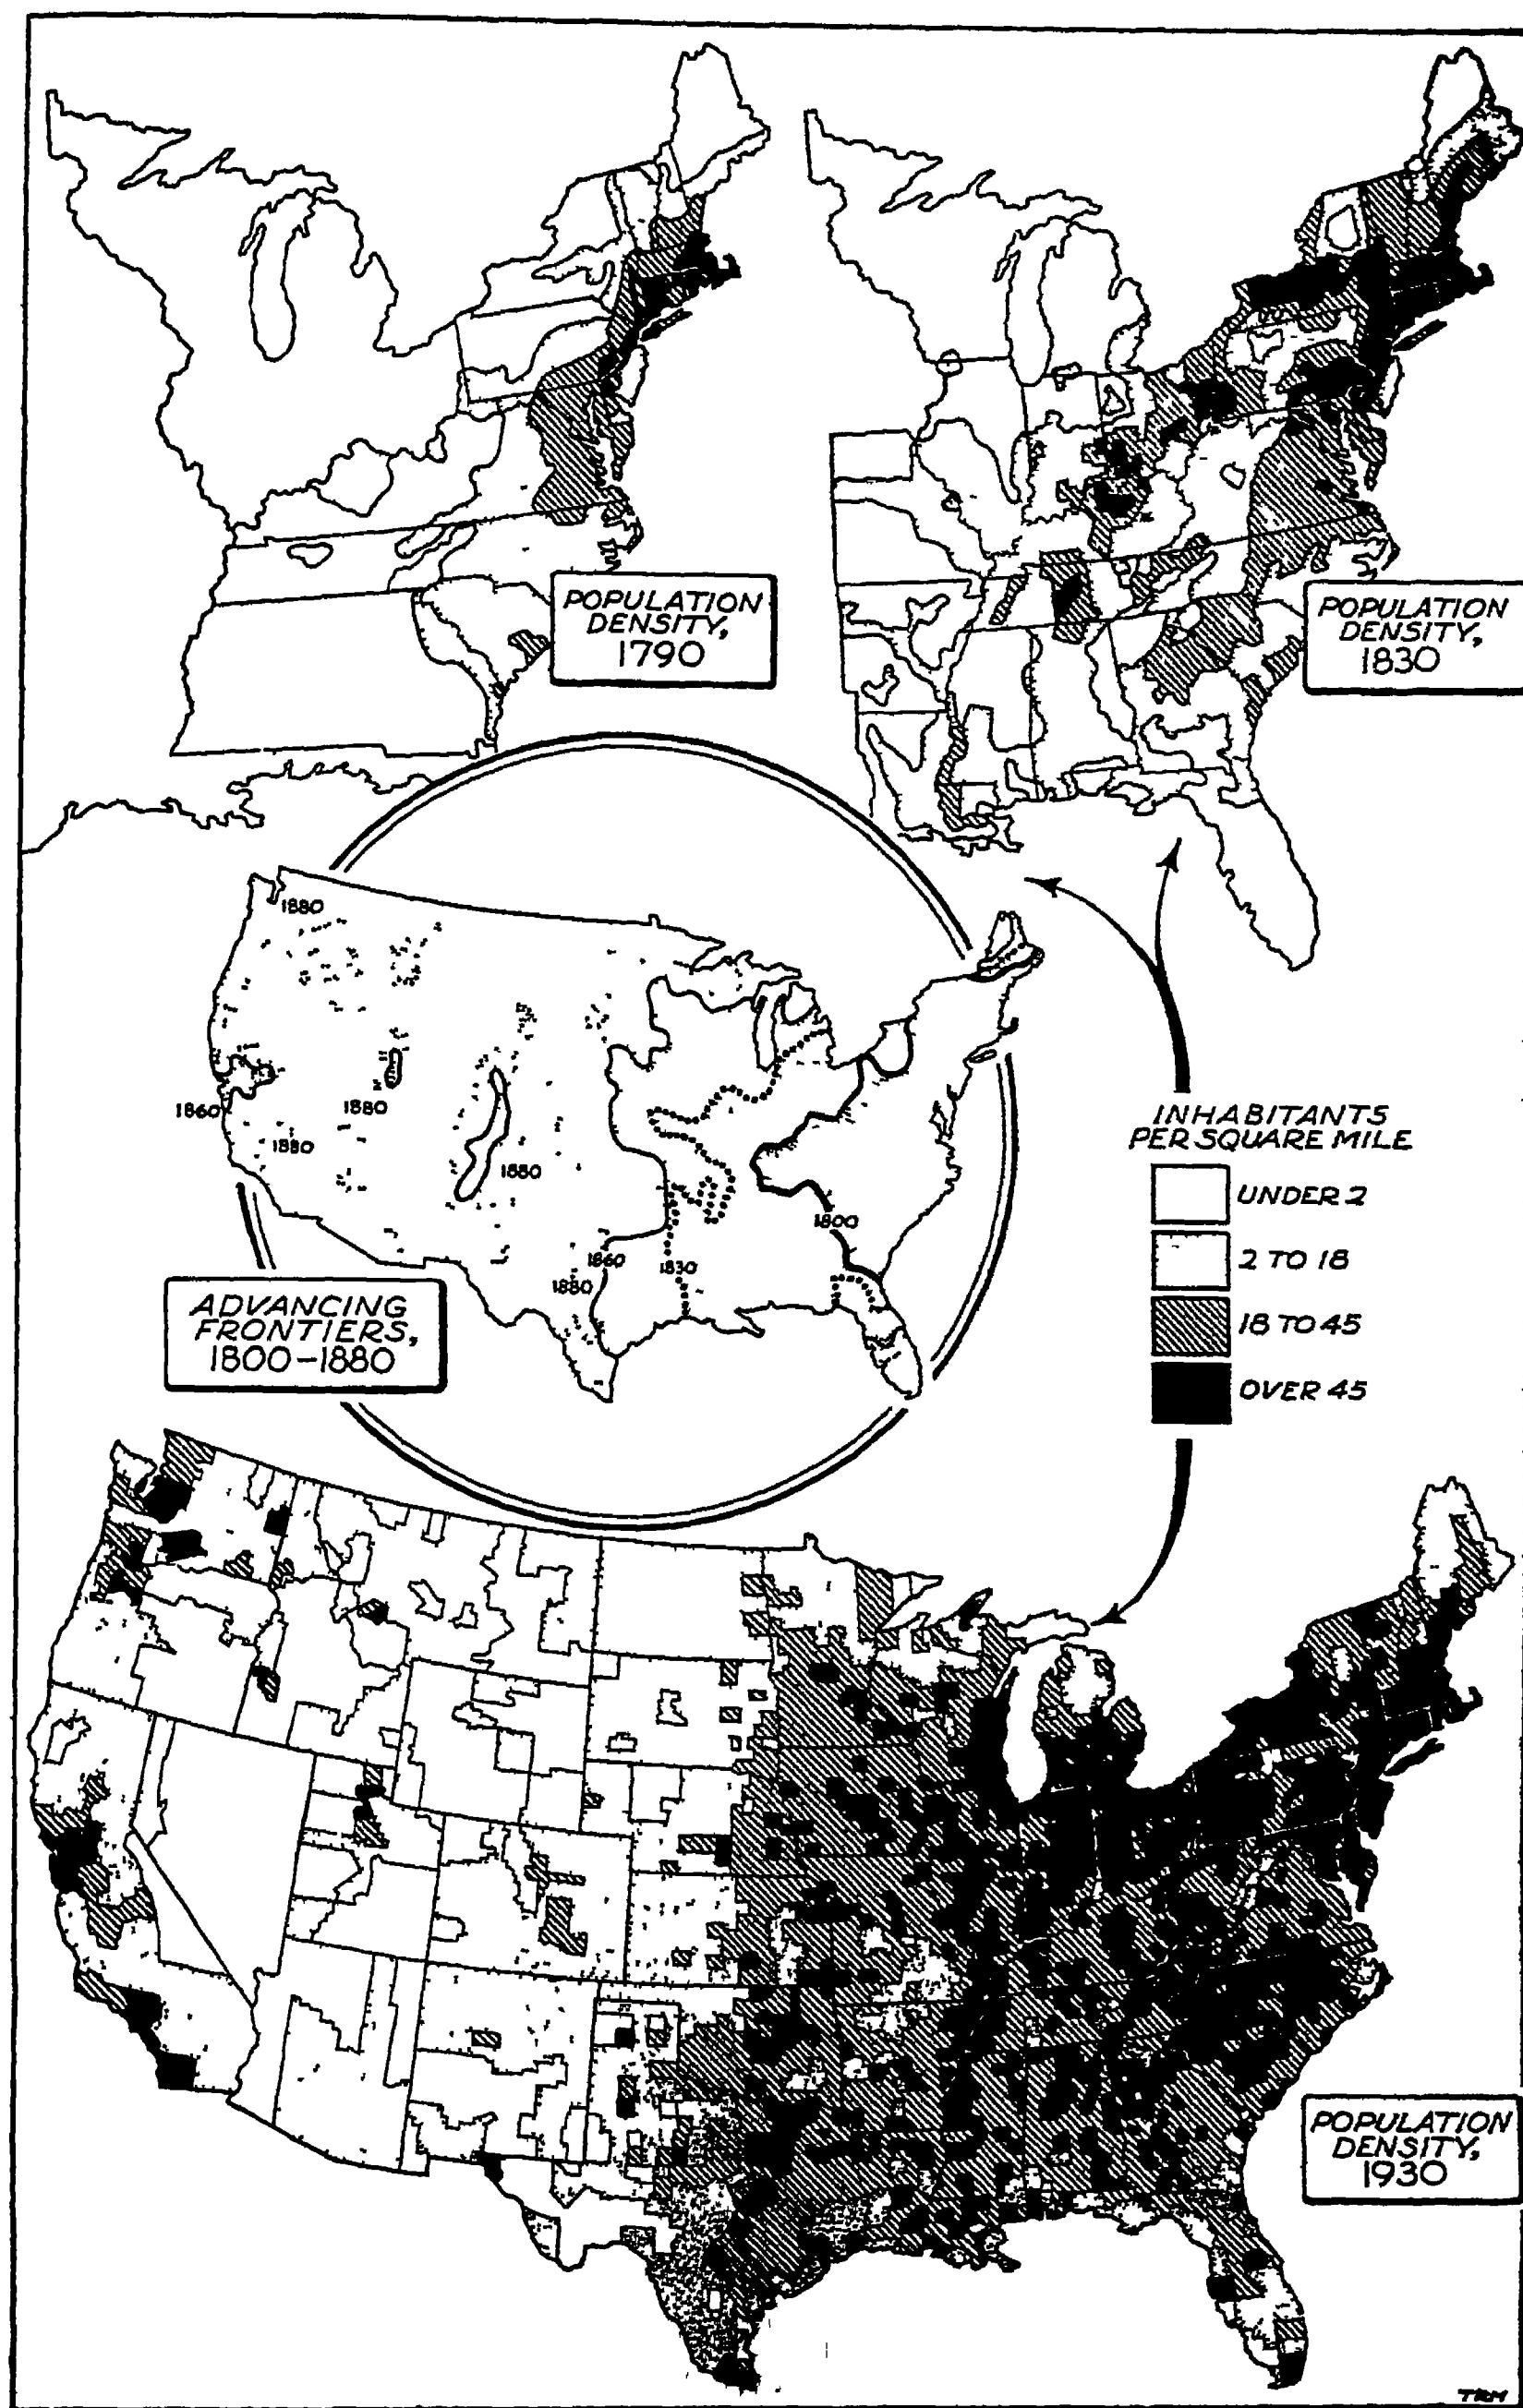 POPULATION
DENSITY,
1790
POPULATION
DENSITY,
1830
1880
1860
1880
1880
1880
1800
1860
1830
1880
ADVANCING
FRONTIERS,
1800-1880
INHABITANTS
PER SQUARE MILE
UNDER 2
2 TO 18
18 TO 45
OVER 45
POPULATION
DENSITY,
1930
TRM